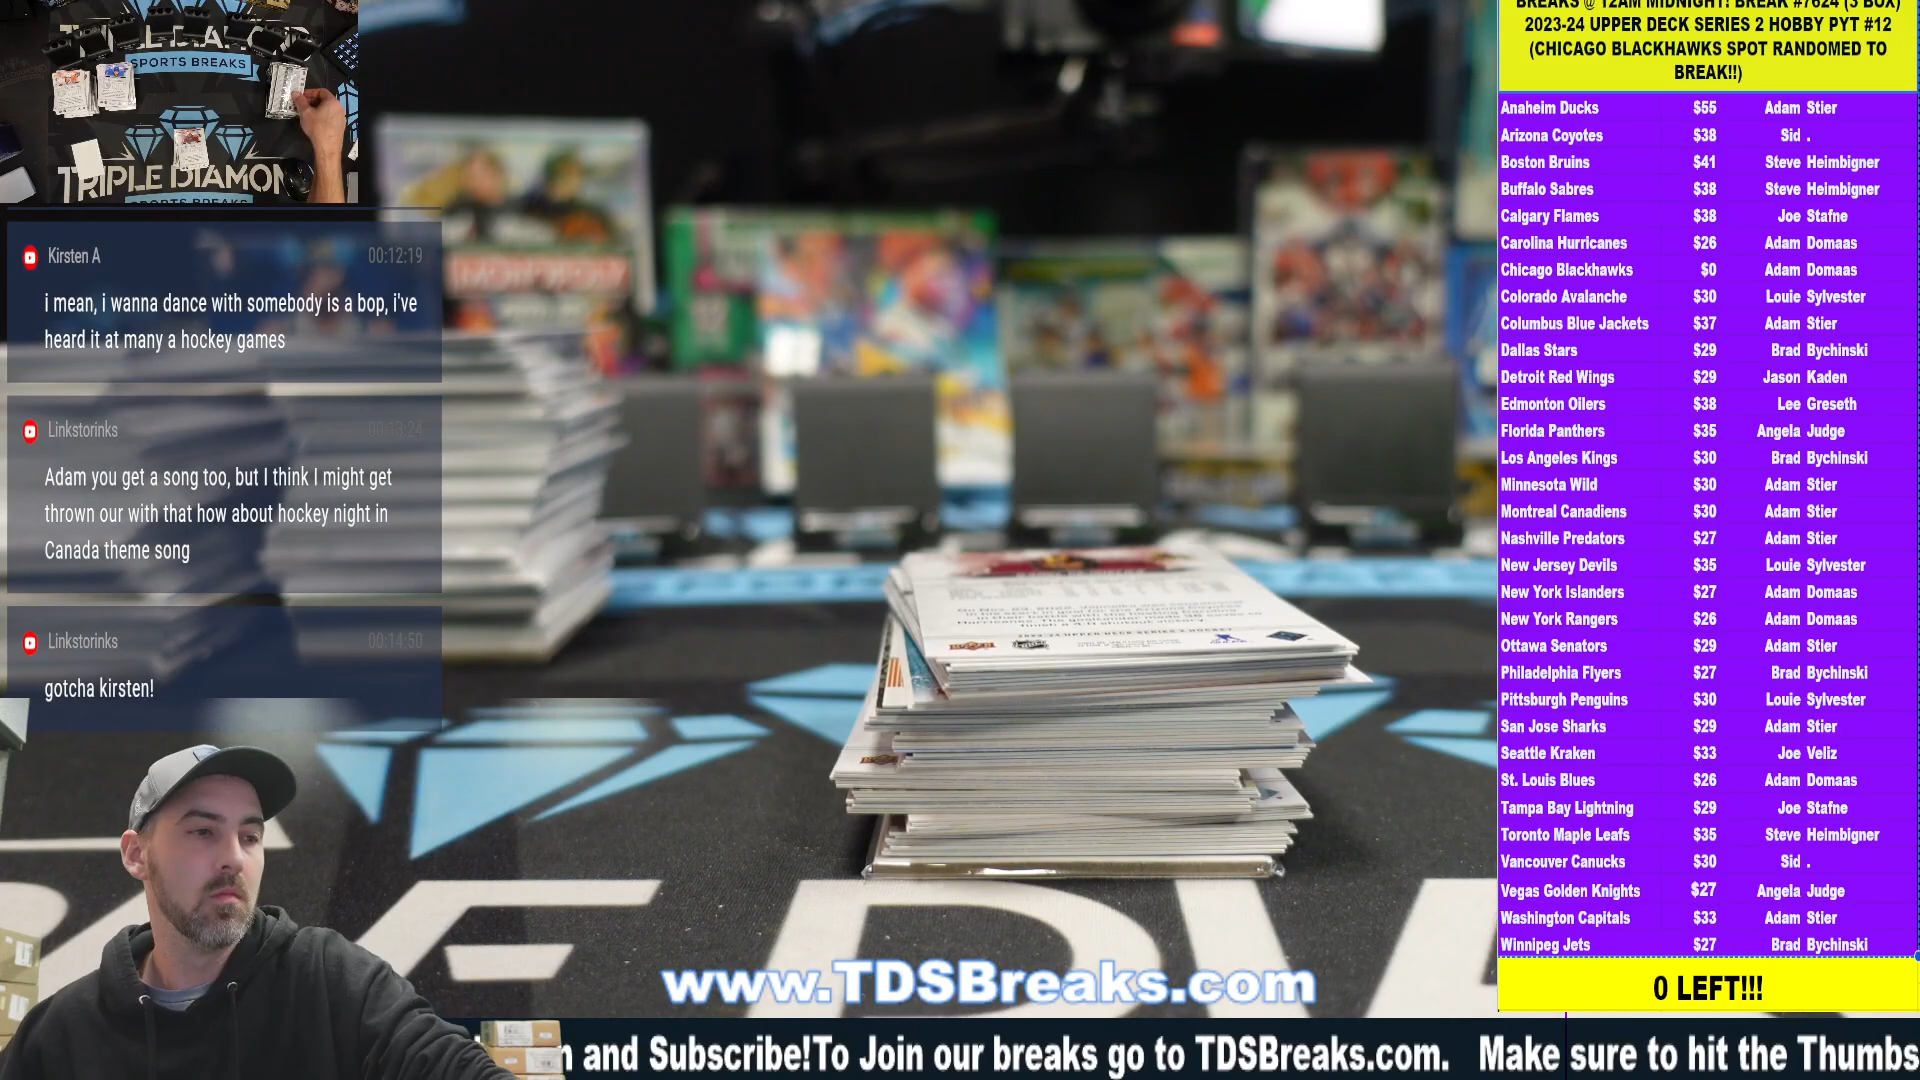 TRIPLE DIAMOND
SPORTS BREAKS
TRIPLE DIAMON
SPORTS BREAKS
Kirsten A 00:12:19
i mean, i wanna dance with somebody is a bop, i've
heard it at many a hockey games
Linkstorinks 00:13:24
Adam you get a song too, but I think I might get
thrown our with that how about hockey night in
Canada theme song
Linkstorinks 00:14:50
gotcha kirsten!
MONOPOLY
www.TDSBreaks.com
BREAKS @ 12AM MIDNIGHT! BREAK #7624 (3 BOX)
2023-24 UPPER DECK SERIES 2 HOBBY PYT #12
(CHICAGO BLACKHAWKS SPOT RANDOMED TO
BREAK!!)
Anaheim Ducks $55 Adam Stier
Arizona Coyotes $38 Sid .
Boston Bruins $41 Steve Heimbigner
Buffalo Sabres $38 Steve Heimbigner
Calgary Flames $38 Joe Stafne
Carolina Hurricanes $26 Adam Domaas
Chicago Blackhawks $0 Adam Domaas
Colorado Avalanche $30 Louie Sylvester
Columbus Blue Jackets $37 Adam Stier
Dallas Stars $29 Brad Bychinski
Detroit Red Wings $29 Jason Kaden
Edmonton Oilers $38 Lee Greseth
Florida Panthers $35 Angela Judge
Los Angeles Kings $30 Brad Bychinski
Minnesota Wild $30 Adam Stier
Montreal Canadiens $30 Adam Stier
Nashville Predators $27 Adam Stier
New Jersey Devils $35 Louie Sylvester
New York Islanders $27 Adam Domaas
New York Rangers $26 Adam Domaas
Ottawa Senators $29 Adam Stier
Philadelphia Flyers $27 Brad Bychinski
Pittsburgh Penguins $30 Louie Sylvester
San Jose Sharks $29 Adam Stier
Seattle Kraken $33 Joe Veliz
St. Louis Blues $26 Adam Domaas
Tampa Bay Lightning $29 Joe Stafne
Toronto Maple Leafs $35 Steve Heimbigner
Vancouver Canucks $30 Sid .
Vegas Golden Knights $27 Angela Judge
Washington Capitals $33 Adam Stier
Winnipeg Jets $27 Brad Bychinski
0 LEFT!!!
and Subscribe!To Join our breaks go to TDSBreaks.com. Make sure to hit the Thumbs